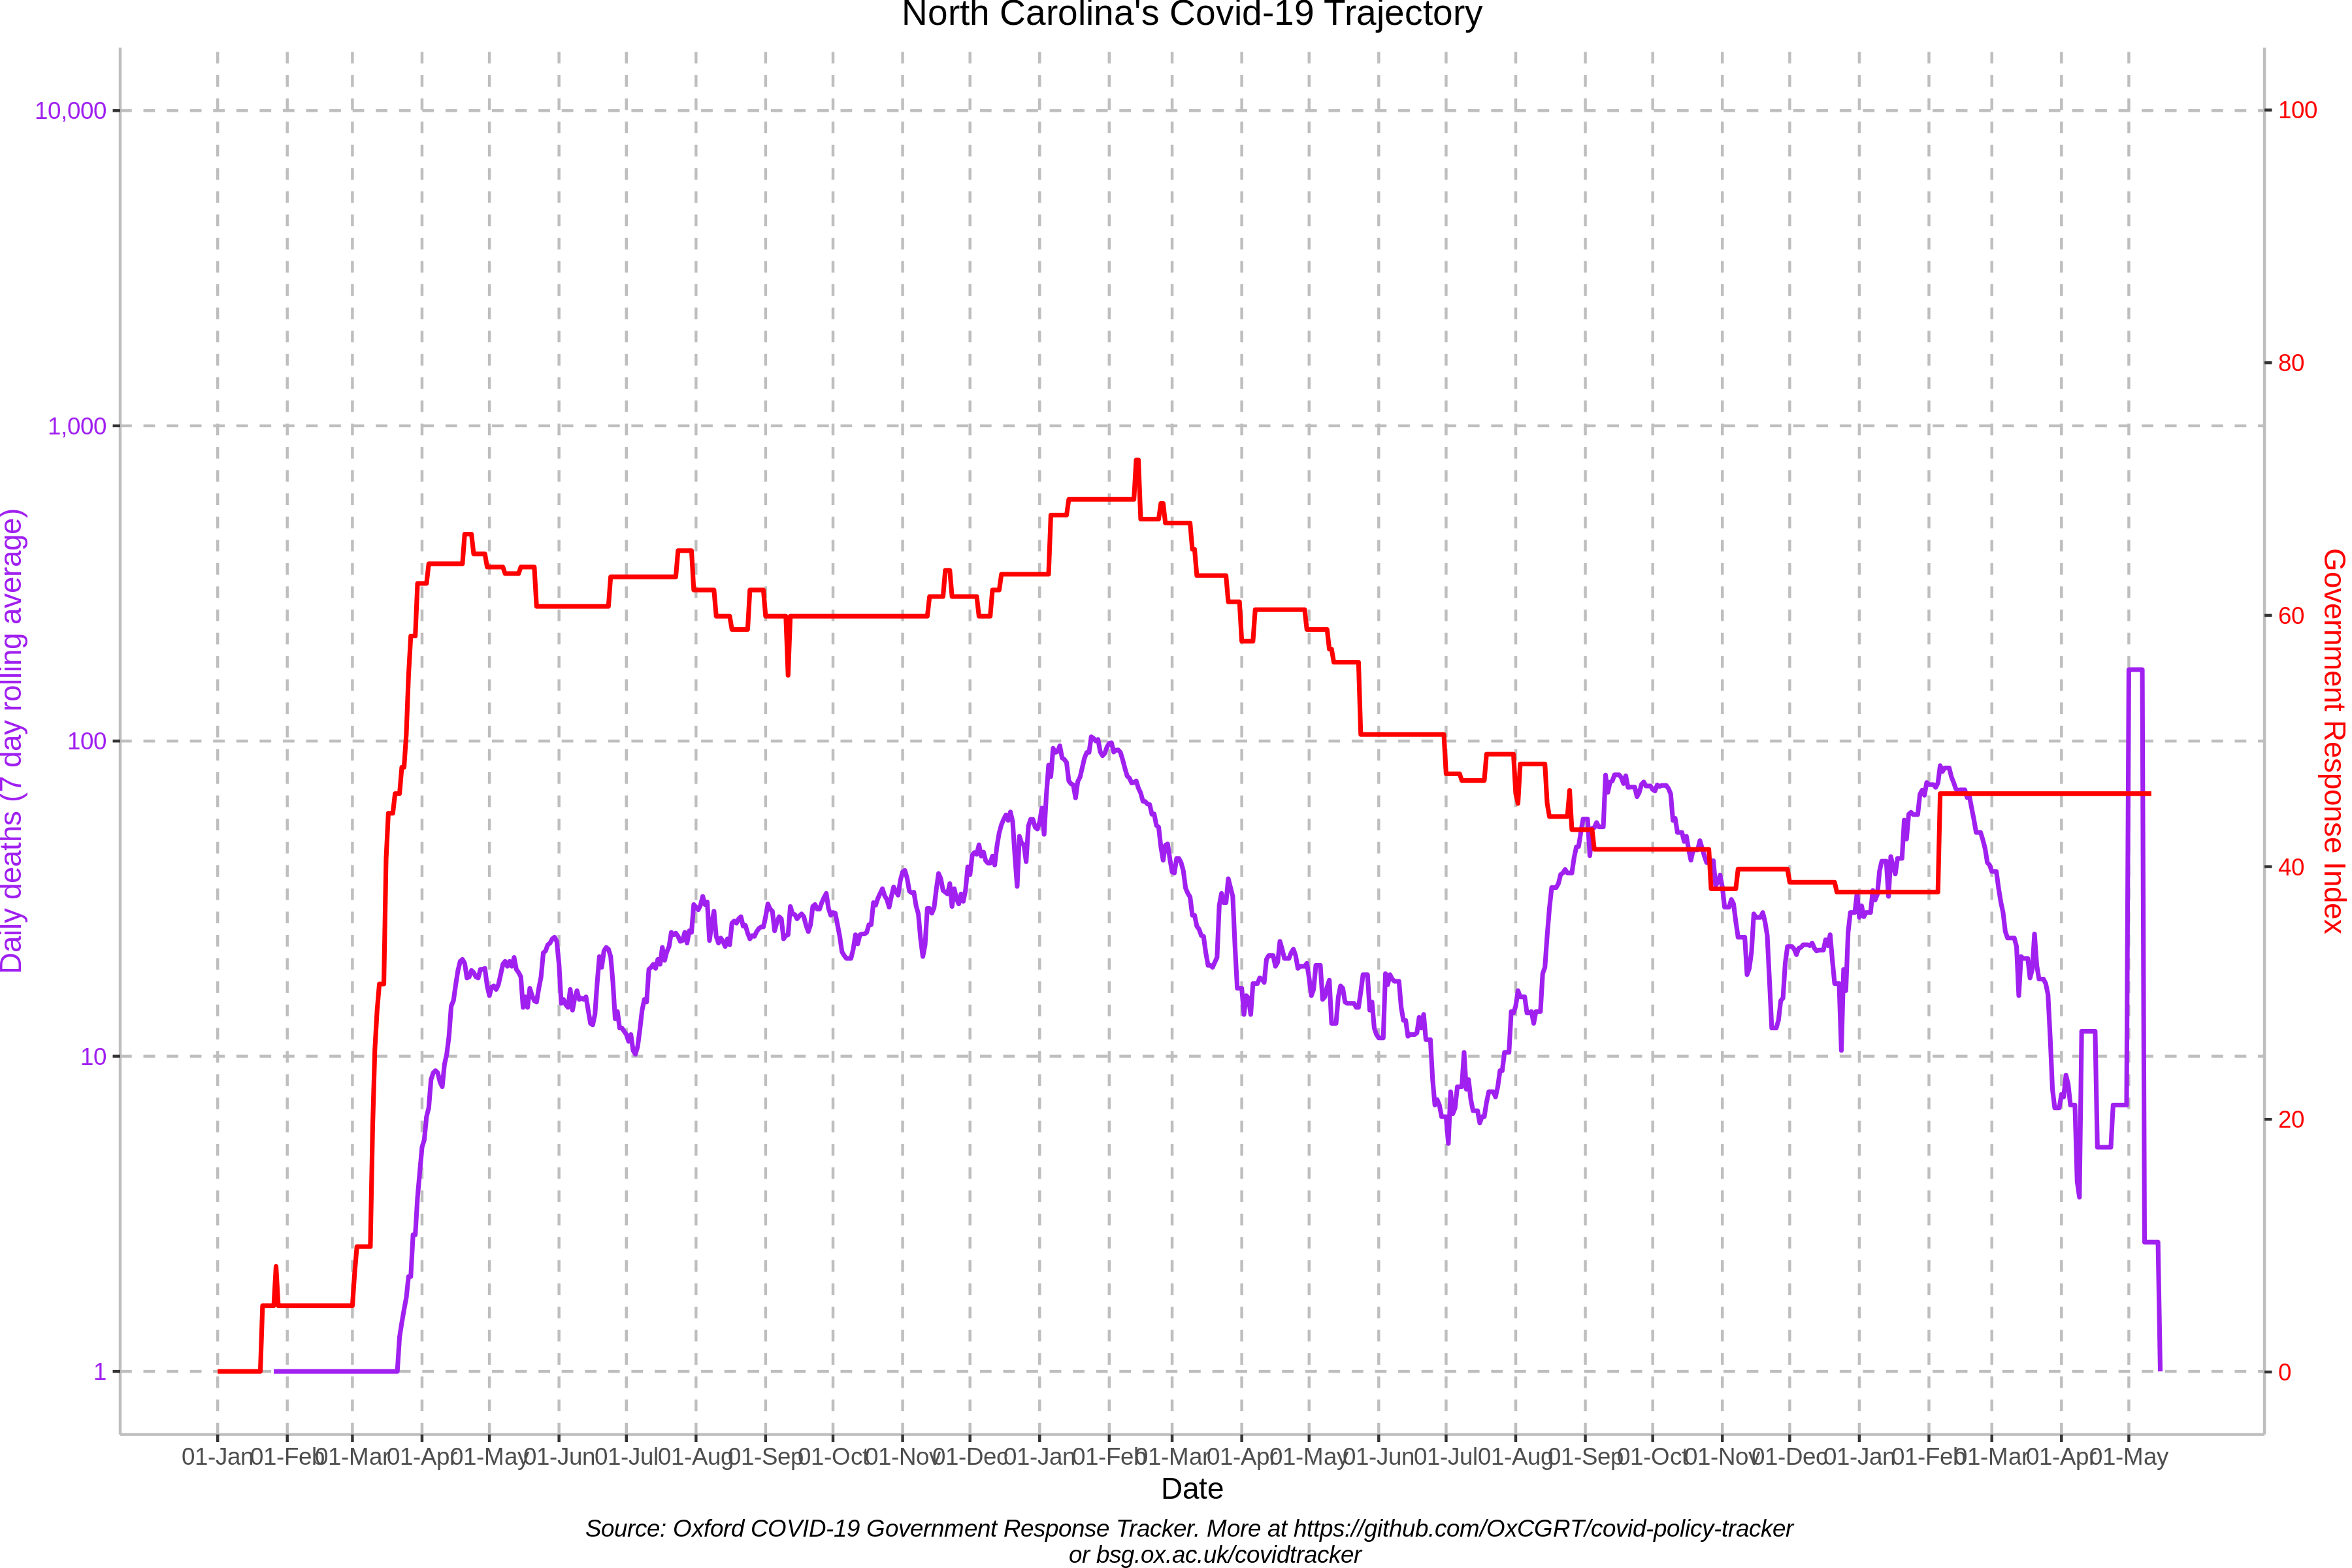 North Carolina's Covid-19 Trajectory
10,000
1,000
100
10
1
Daily deaths (7 day rolling average)
100
80
60
40
20
0
Government Response Index
01-Jan 01-Feb 01-Mar 01-Apr 01-May 01-Jun 01-Jul 01-Aug 01-Sep 01-Oct 01-Nov 01-Dec 01-Jan 01-Feb 01-Mar 01-Apr 01-May 01-Jun 01-Jul 01-Aug 01-Sep 01-Oct 01-Nov 01-Dec 01-Jan 01-Feb 01-Mar 01-Apr 01-May
Date
Source: Oxford COVID-19 Government Response Tracker. More at https://github.com/OxCGRT/covid-policy-tracker
or bsg.ox.ac.uk/covidtracker